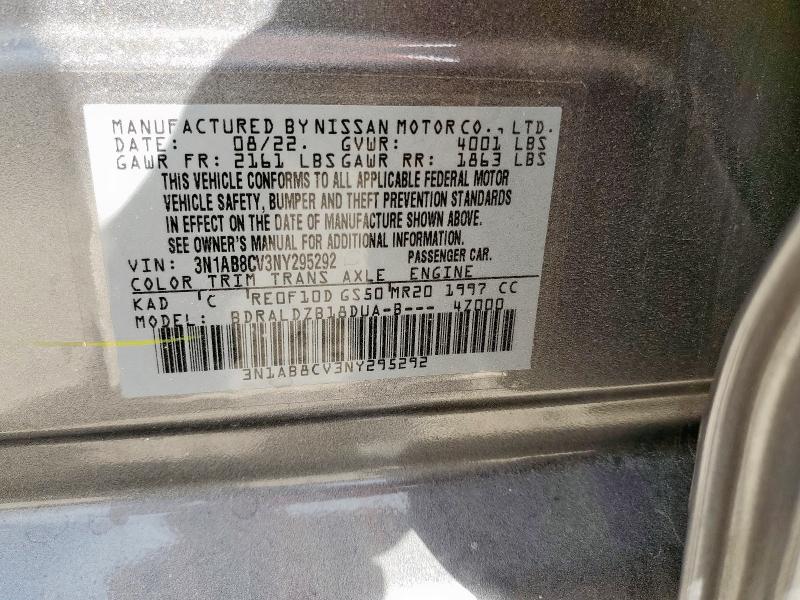 MANUFACTURED BY NISSAN MOTOR CO., LTD.
DATE: 08/22. GVWR: 4001 LBS
GAWR FR: 2161 LBS GAWR RR: 1863 LBS
THIS VEHICLE CONFORMS TO ALL APPLICABLE FEDERAL MOTOR
VEHICLE SAFETY, BUMPER AND THEFT PREVENTION STANDARDS
IN EFFECT ON THE DATE OF MANUFACTURE SHOWN ABOVE.
SEE OWNER'S MANUAL FOR ADDITIONAL INFORMATION.
VIN: 3N1AB8CV3NY295292 PASSENGER CAR.
COLOR TRIM TRANS AXLE ENGINE
KAD C RE0F10D GS50 MR20 1997 CC
MODEL: BDRALDZB18DUA-B--- 47000
3N1AB8CV3NY295292